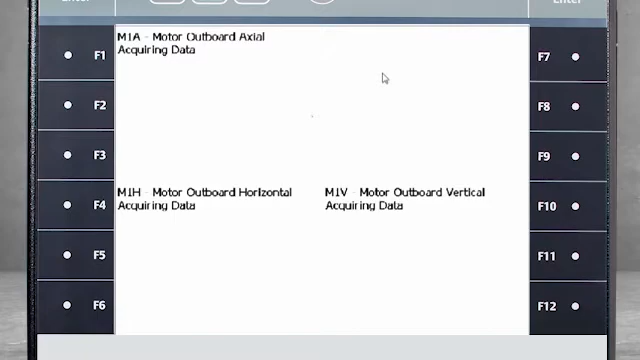 Enter
Enter
M1A - Motor Outboard Axial
Acquiring Data
F1
F7
F2
F8
F3
F9
M1H - Motor Outboard Horizontal
Acquiring Data
M1V - Motor Outboard Vertical
Acquiring Data
F4
F10
F5
F11
F6
F12